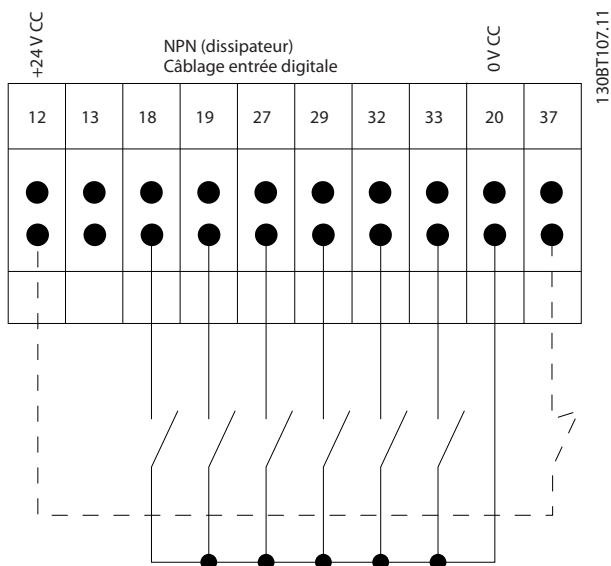 +24 V CC
NPN (dissipateur)
Câblage entrée digitale
0 V CC
130BT107.11
12 13 18 19 27 29 32 33 20 37